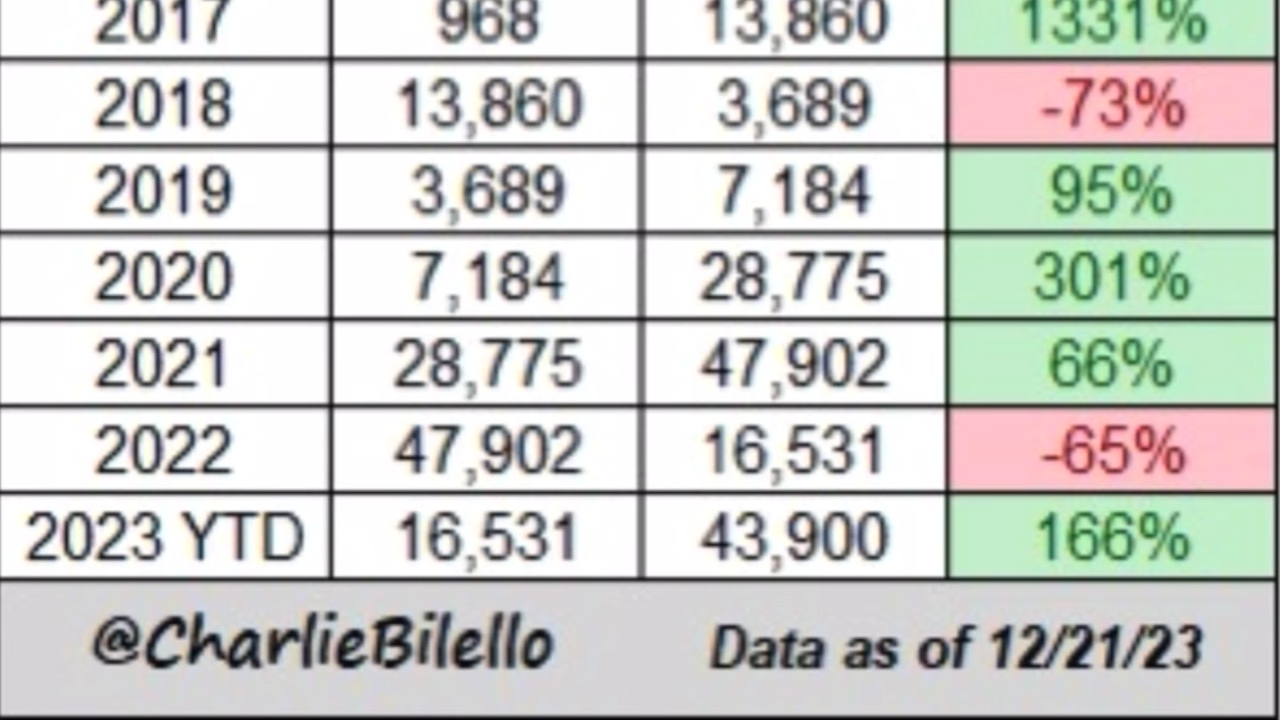 2017 968 13,860 1331%
2018 13,860 3,689 -73%
2019 3,689 7,184 95%
2020 7,184 28,775 301%
2021 28,775 47,902 66%
2022 47,902 16,531 -65%
2023 YTD 16,531 43,900 166%
@CharlieBilello Data as of 12/21/23